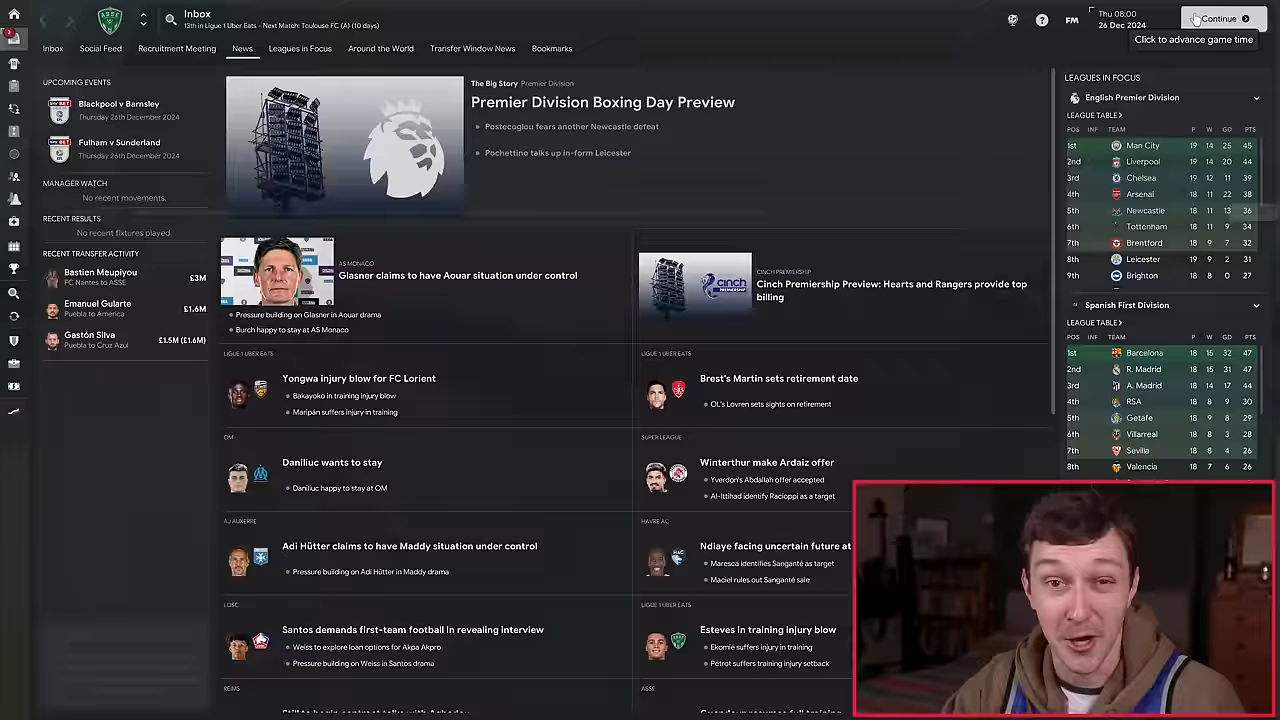 Inbox
13th in Ligue 1 Uber Eats - Next Match: Toulouse FC (A) (10 days)
FM
Thu 08:00
26 Dec 2024
Continue
Click to advance game time
3
Inbox
Social Feed
Recruitment Meeting
News
Leagues in Focus
Around the World
Transfer Window News
Bookmarks
UPCOMING EVENTS
Blackpool v Barnsley
Thursday 26th December 2024
Fulham v Sunderland
Thursday 26th December 2024
MANAGER WATCH
No recent movements.
RECENT RESULTS
No recent fixtures played.
RECENT TRANSFER ACTIVITY
Bastien Meupiyou £3M
FC Nantes to ASSE
Emanuel Gularte £1.6M
Puebla to America
Gastón Silva £1.5M (£1.6M)
Puebla to Cruz Azul
The Big Story Premier Division
Premier Division Boxing Day Preview
Postecoglou fears another Newcastle defeat
Pochettino talks up in-form Leicester
AS MONACO
Glasner claims to have Aouar situation under control
Pressure building on Glasner in Aouar drama
Burch happy to stay at AS Monaco
cinch
CINCH PREMIERSHIP
Cinch Premiership Preview: Hearts and Rangers provide top
billing
LIGUE 1 UBER EATS
Yongwa injury blow for FC Lorient
Bakayoko in training injury blow
Maripán suffers injury in training
LIGUE 1 UBER EATS
Brest's Martin sets retirement date
OL's Lovren sets sights on retirement
OM
Daniliuc wants to stay
Daniliuc happy to stay at OM
SUPER LEAGUE
Winterthur make Ardaiz offer
Yverdon's Abdallah offer accepted
Al-Ittihad identify Racioppi as a target
AJ AUXERRE
Adi Hütter claims to have Maddy situation under control
Pressure building on Adi Hütter in Maddy drama
HAVRE AC
Ndiaye facing uncertain future at
Maresca identifies Sanganté as target
Maciel rules out Sanganté sale
LOSC
Santos demands first-team football in revealing interview
Weiss to explore loan options for Akpa Akpro
Pressure building on Weiss in Santos drama
LIGUE 1 UBER EATS
Esteves in training injury blow
Ekomié suffers injury in training
Pétrot suffers training injury setback
REIMS
ASSE
LEAGUES IN FOCUS
English Premier Division
LEAGUE TABLE
POS INF TEAM P W GD PTS
1st Man City 19 14 25 45
2nd Liverpool 19 14 20 44
3rd Chelsea 19 12 11 39
4th Arsenal 18 11 22 38
5th Newcastle 18 11 13 36
6th Tottenham 18 11 9 34
7th Brentford 18 9 7 32
8th Leicester 19 9 2 31
9th Brighton 18 8 0 27
Spanish First Division
LEAGUE TABLE
POS INF TEAM P W GD PTS
1st Barcelona 18 15 32 47
2nd R. Madrid 18 15 31 47
3rd A. Madrid 18 14 17 44
4th RSA 18 8 9 30
5th Getafe 18 9 8 29
6th Villarreal 18 8 3 28
7th Sevilla 18 8 4 26
8th Valencia 18 7 6 26